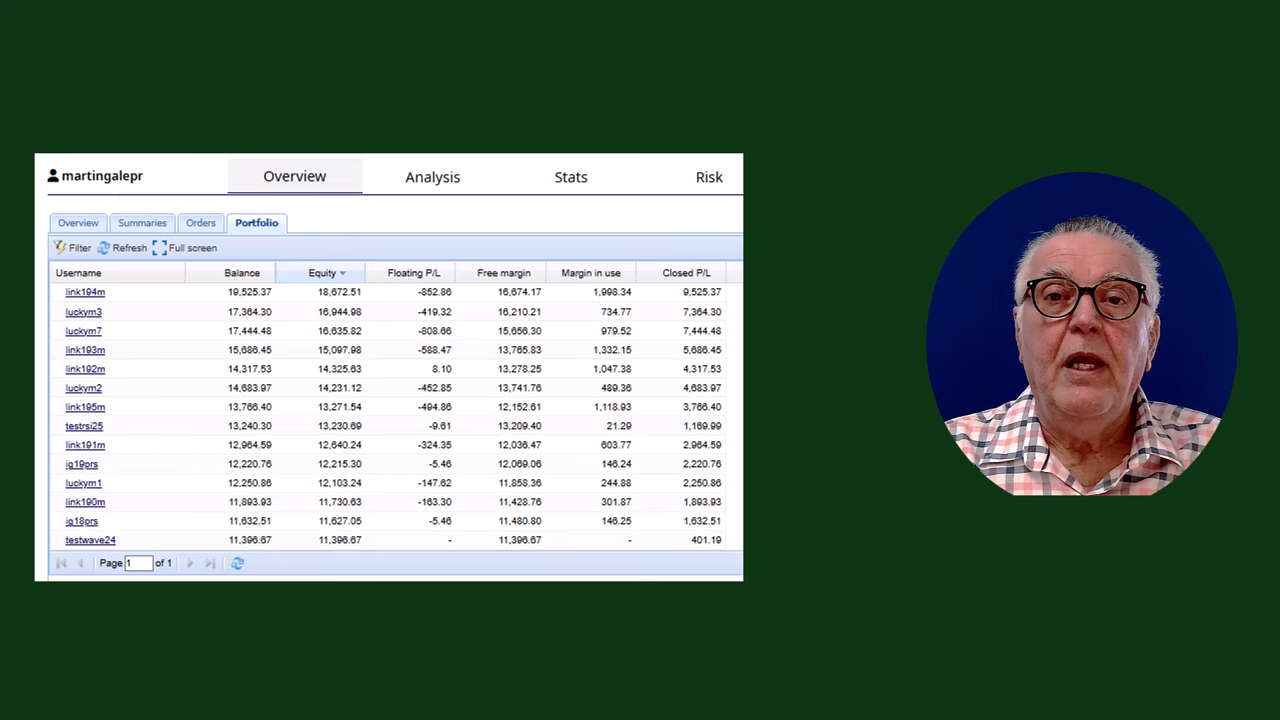 martingalepr Overview Analysis Stats Risk
Overview Summaries Orders Portfolio
Filter Refresh Full screen
Username Balance Equity Floating P/L Free margin Margin in use Closed P/L
link194m 19,525.37 18,672.51 -852.86 16,674.17 1,998.34 9,525.37
luckym3 17,364.30 16,944.98 -419.32 16,210.21 734.77 7,364.30
luckym7 17,444.48 16,635.82 -808.66 15,656.30 979.52 7,444.48
link193m 15,686.45 15,097.98 -588.47 13,765.83 1,332.15 5,686.45
link192m 14,317.53 14,325.63 8.10 13,278.25 1,047.38 4,317.53
luckym2 14,683.97 14,231.12 -452.85 13,741.76 489.36 4,683.97
link195m 13,766.40 13,271.54 -494.86 12,152.61 1,118.93 3,766.40
testrsi25 13,240.30 13,230.69 -9.61 13,209.40 21.29 1,169.99
link191m 12,964.59 12,640.24 -324.35 12,036.47 603.77 2,964.59
ig19prs 12,220.76 12,215.30 -5.46 12,069.06 146.24 2,220.76
luckym1 12,250.86 12,103.24 -147.62 11,858.36 244.88 2,250.86
link190m 11,893.93 11,730.63 -163.30 11,428.76 301.87 1,893.93
ig18prs 11,632.51 11,627.05 -5.46 11,480.80 146.25 1,632.51
testwave24 11,396.67 11,396.67 - 11,396.67 - 401.19
Page 1 of 1